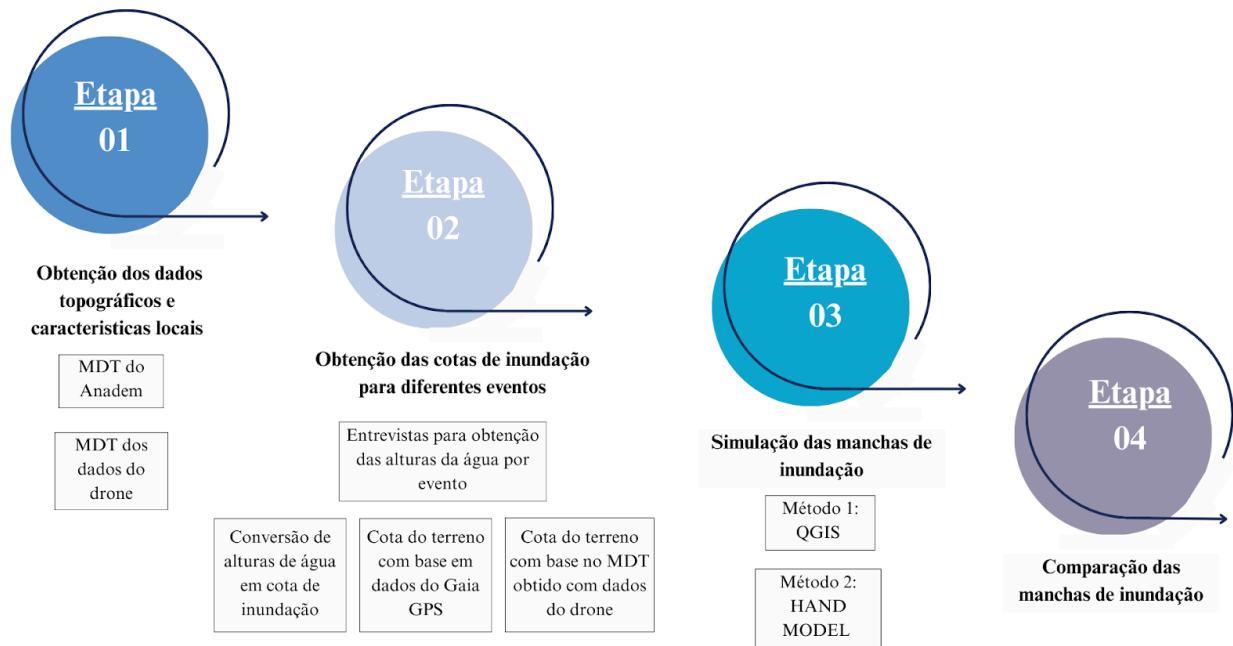 Etapa
01
Obtenção dos dados
topográficos e
caracteristicas locais
MDT do
Anadem
MDT dos
dados do
drone
Etapa
02
Obtenção das cotas de inundação
para diferentes eventos
Entrevistas para obtenção
das alturas da água por
evento
Conversão de
alturas de água
em cota de
inundação
Cota do terreno
com base em
dados do Gaia
GPS
Cota do terreno
com base no MDT
obtido com dados
do drone
Etapa
03
Simulação das manchas de
inundação
Método 1:
QGIS
Método 2:
HAND
MODEL
Etapa
04
Comparação das
manchas de inundação